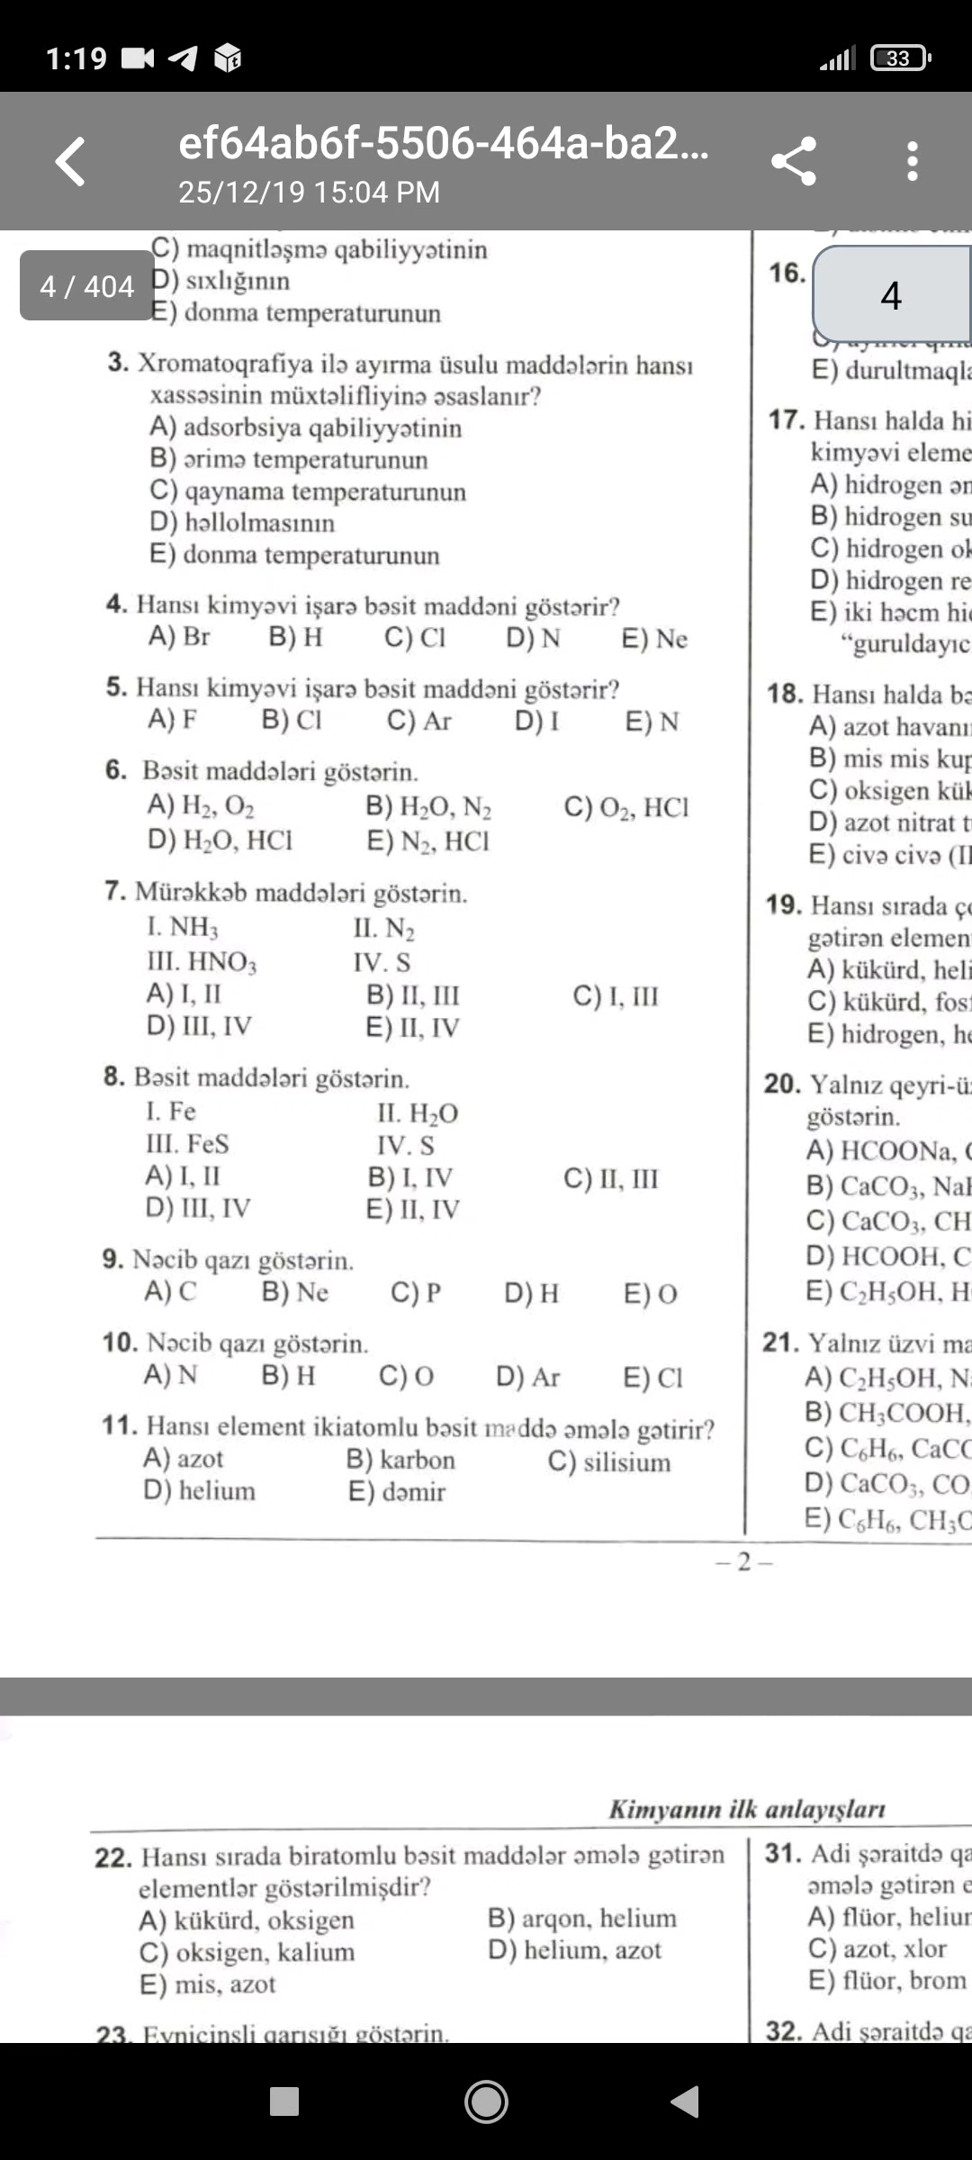 1:19
33
ef64ab6f-5506-464a-ba2...
25/12/19 15:04 PM
4 / 404
C) maqnitləşmə qabiliyyətinin
D) sıxlığının
E) donma temperaturunun
3. Xromatoqrafiya ilə ayırma üsulu maddələrin hansı
xassəsinin müxtəlifliyinə əsaslanır?
A) adsorbsiya qabiliyyətinin
B) ərimə temperaturunun
C) qaynama temperaturunun
D) həllolmasının
E) donma temperaturunun
4. Hansı kimyəvi işarə bəsit maddəni göstərir?
A) Br B) H C) Cl D) N E) Ne
5. Hansı kimyəvi işarə bəsit maddəni göstərir?
A) F B) Cl C) Ar D) I E) N
6. Bəsit maddələri göstərin.
A) H₂, O₂ B) H₂O, N₂ C) O₂, HCl
D) H₂O, HCl E) N₂, HCl
7. Mürəkkəb maddələri göstərin.
I. NH₃ II. N₂
III. HNO₃ IV. S
A) I, II B) II, III C) I, III
D) III, IV E) II, IV
8. Bəsit maddələri göstərin.
I. Fe II. H₂O
III. FeS IV. S
A) I, II B) I, IV C) II, III
D) III, IV E) II, IV
9. Nəcib qazı göstərin.
A) C B) Ne C) P D) H E) O
10. Nəcib qazı göstərin.
A) N B) H C) O D) Ar E) Cl
11. Hansı element ikiatomlu bəsit maddə əmələ gətirir?
A) azot B) karbon C) silisium
D) helium E) dəmir
16.
4
E) durultmaqla
17. Hansı halda hi
kimyəvi eleme
A) hidrogen ən
B) hidrogen su
C) hidrogen ok
D) hidrogen re
E) iki həcm hi
“guruldayıc
18. Hansı halda bə
A) azot havanı
B) mis mis kup
C) oksigen kük
D) azot nitrat t
E) civə civə (II
19. Hansı sırada ço
gətirən elemen
A) kükürd, heli
C) kükürd, fos
E) hidrogen, he
20. Yalnız qeyri-ü
göstərin.
A) HCOONa,
B) CaCO₃, Na
C) CaCO₃, CH
D) HCOOH, C
E) C₂H₅OH, H
21. Yalnız üzvi ma
A) C₂H₅OH, N
B) CH₃COOH,
C) C₆H₆, CaCC
D) CaCO₃, CO
E) C₆H₆, CH₃C
– 2 –
Kimyanın ilk anlayışları
22. Hansı sırada biratomlu bəsit maddələr əmələ gətirən
elementlər göstərilmişdir?
A) kükürd, oksigen B) arqon, helium
C) oksigen, kalium D) helium, azot
E) mis, azot
23. Eynicinsli qarışığı göstərin.
31. Adi şəraitdə qa
əmələ gətirən e
A) flüor, heliu
C) azot, xlor
E) flüor, brom
32. Adi şəraitdə qa